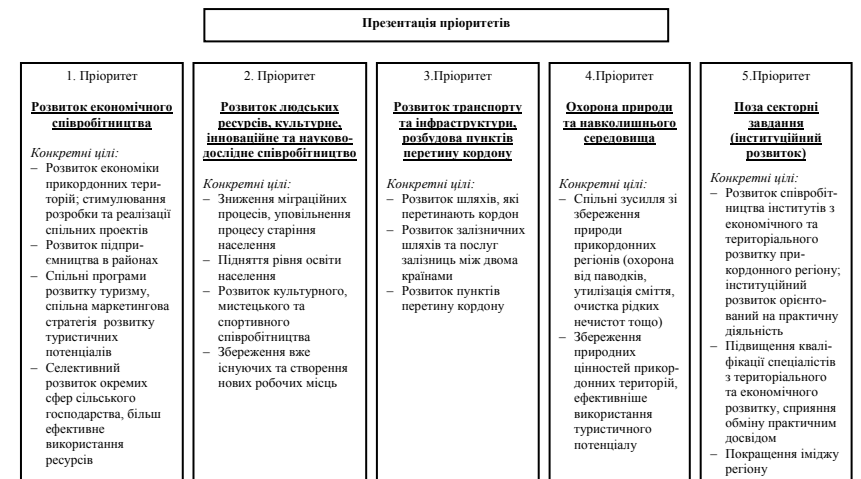 Презентація пріоритетів
1. Пріоритет
Розвиток економічного
співробітництва
Конкретні цілі:
– Розвиток економіки
прикордонних тери-
торій; стимулювання
розробки та реалізації
спільних проектів
– Розвиток підпри-
ємництва в районах
– Спільні програми
розвитку туризму,
спільна маркетингова
стратегія розвитку
туристичних
потенціалів
– Селективний
розвиток окремих
сфер сільського
господарства, більш
ефективне
використання
ресурсів
2. Пріоритет
Розвиток людських
ресурсів, культурне,
інноваційне та науково-
дослідне співробітництво
Конкретні цілі:
– Зниження міграційних
процесів, уповільнення
процесу старіння
населення
– Підняття рівня освіти
населення
– Розвиток культурного,
мистецького та
спортивного
співробітництва
– Збереження вже
існуючих та створення
нових робочих місць
3.Пріоритет
Розвиток транспорту
та інфраструктури,
розбудова пунктів
перетину кордону
Конкретні цілі:
– Розвиток шляхів, які
перетинають кордон
– Розвиток залізничних
шляхів та послуг
залізниць між двома
країнами
– Розвиток пунктів
перетину кордону
4.Пріоритет
Охорона природи
та навколишнього
середовища
Конкретні цілі:
– Спільні зусилля зі
збереження
природи
прикордонних
регіонів (охорона
від паводків,
утилізація сміття,
очистка рідких
нечистот тощо)
– Збереження
природних
цінностей прикор-
донних територій,
ефективніше
використання
туристичного
потенціалу
5.Пріоритет
Поза секторні
завдання
(інституційний
розвиток)
Конкретні цілі:
– Розвиток співробіт-
ництва інститутів з
економічного та
територіального
розвитку при-
кордонного регіону;
інституційний
розвиток орієнто-
ваний на практичну
діяльність
– Підвищення квалі-
фікації спеціалістів
з територіального
та економічного
розвитку, сприяння
обміну практичним
досвідом
– Покращення іміджу
регіону